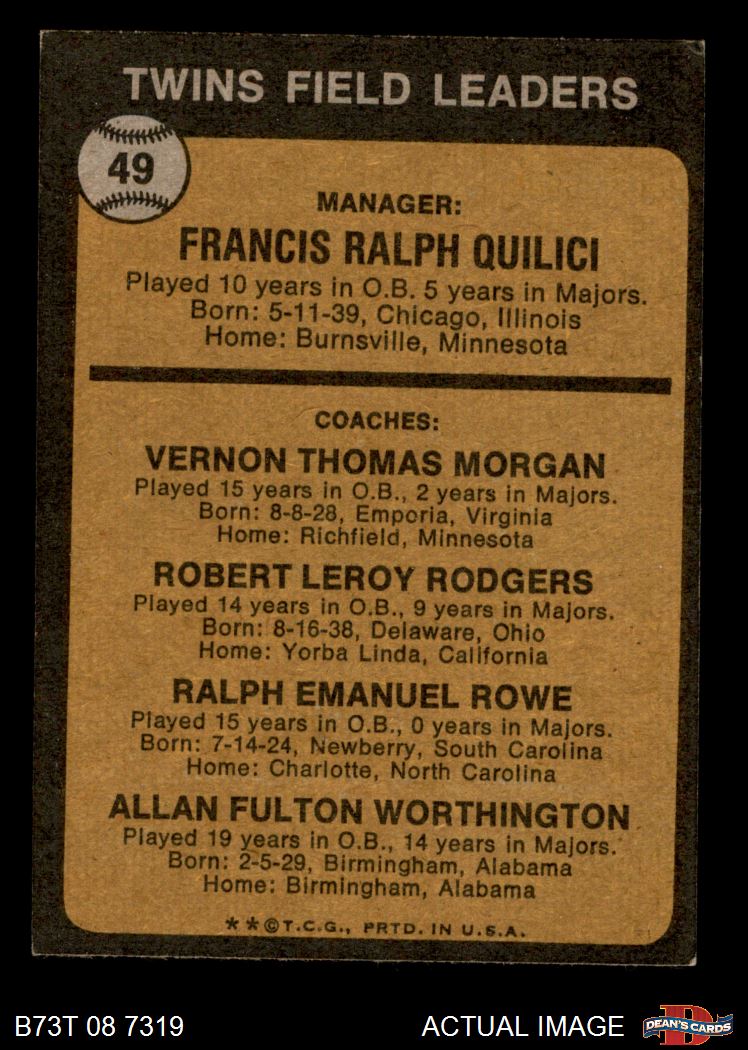 TWINS FIELD LEADERS
49
MANAGER:
FRANCIS RALPH QUILICI
Played 10 years in O.B. 5 years in Majors.
Born: 5-11-39, Chicago, Illinois
Home: Burnsville, Minnesota
COACHES:
VERNON THOMAS MORGAN
Played 15 years in O.B., 2 years in Majors.
Born: 8-8-28, Emporia, Virginia
Home: Richfield, Minnesota
ROBERT LEROY RODGERS
Played 14 years in O.B., 9 years in Majors.
Born: 8-16-38, Delaware, Ohio
Home: Yorba Linda, California
RALPH EMANUEL ROWE
Played 15 years in O.B., 0 years in Majors.
Born: 7-14-24, Newberry, South Carolina
Home: Charlotte, North Carolina
ALLAN FULTON WORTHINGTON
Played 19 years in O.B., 14 years in Majors.
Born: 2-5-29, Birmingham, Alabama
Home: Birmingham, Alabama
**©T.C.G., PRTD. IN U.S.A.
B73T 08 7319 ACTUAL IMAGE D DEAN'S CARDS